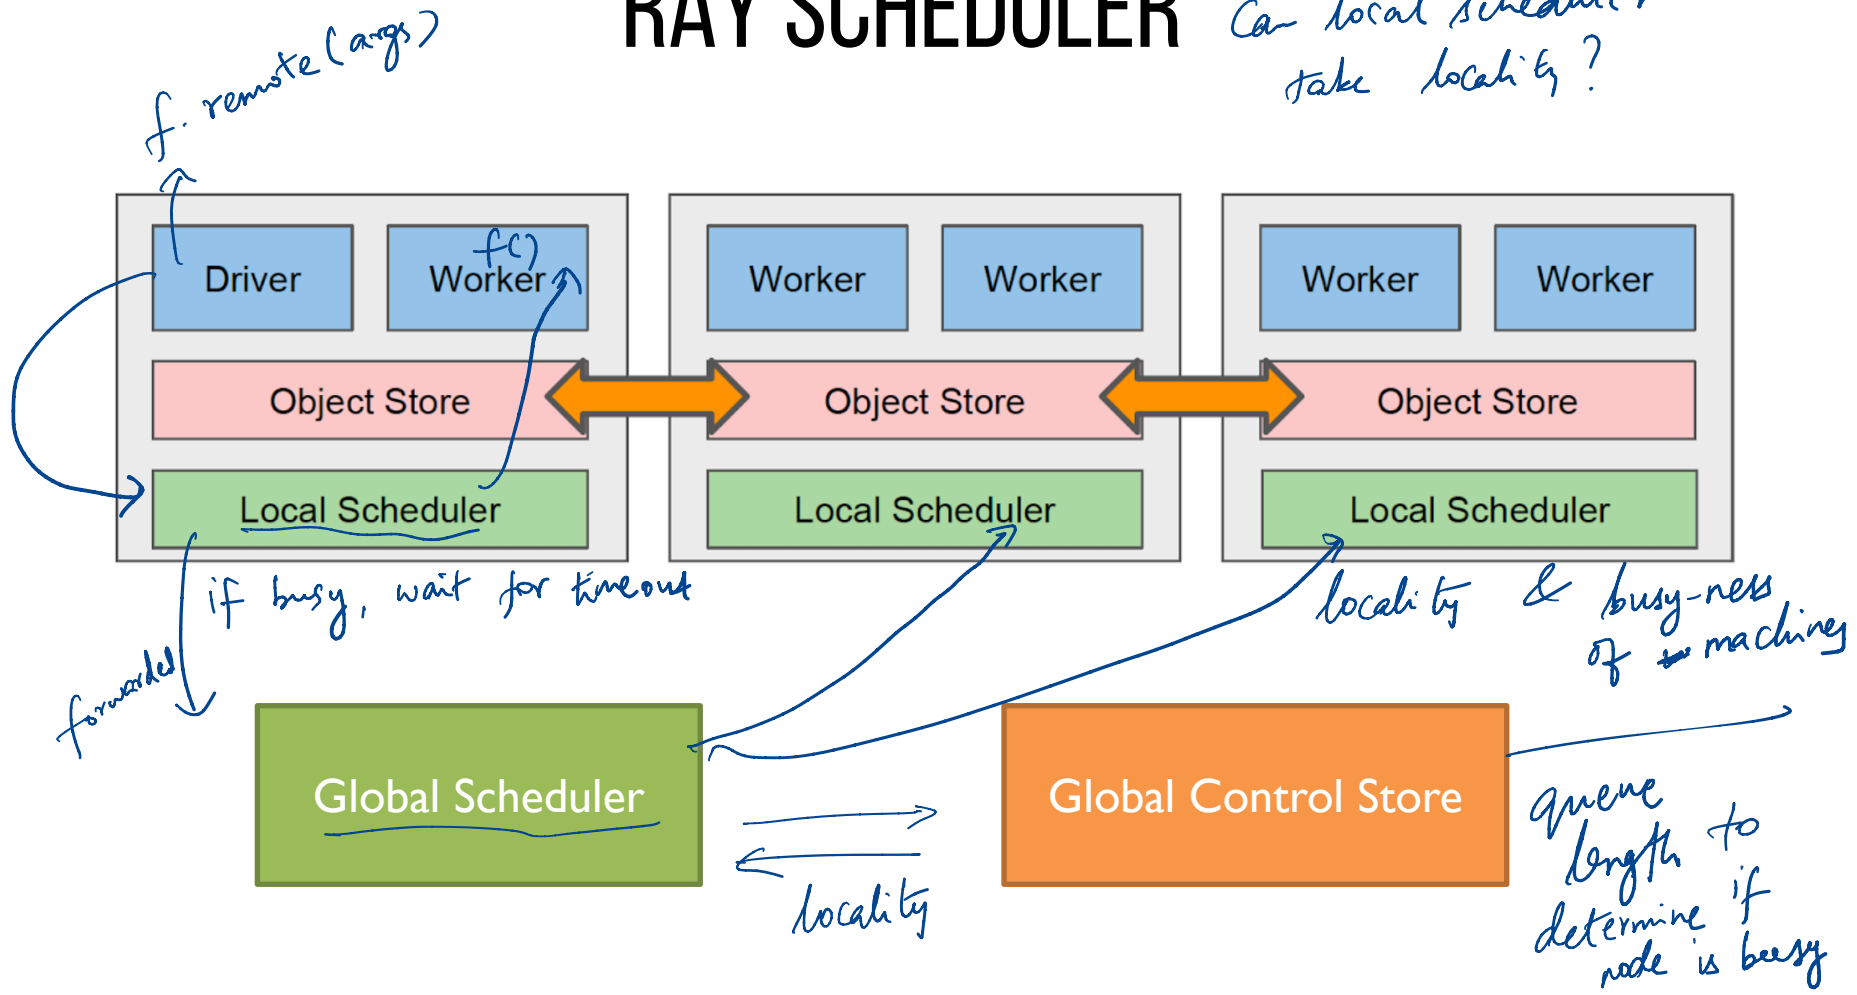 RAY SCHEDULER
Can local scheduler
take locality?
f. remote (args)
f()
Driver
Worker
Worker
Worker
Worker
Worker
Object Store
Object Store
Object Store
Local Scheduler
Local Scheduler
Local Scheduler
if busy, wait for timeout
locality & busy-ness
of machines
forwarded
Global Scheduler
Global Control Store
locality
queue
length to
determine if
node is busy